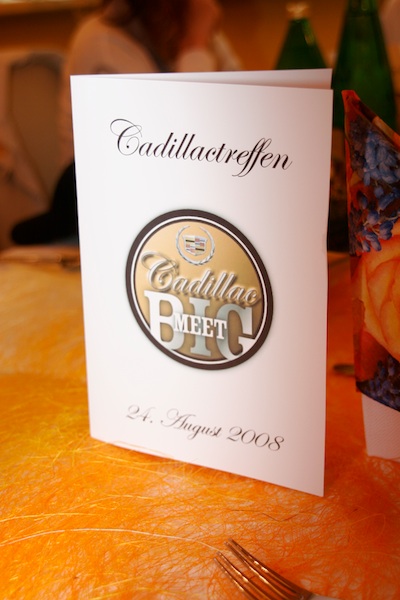 Cadillactreffen
Cadillac
BIG
MEET
24. August 2008